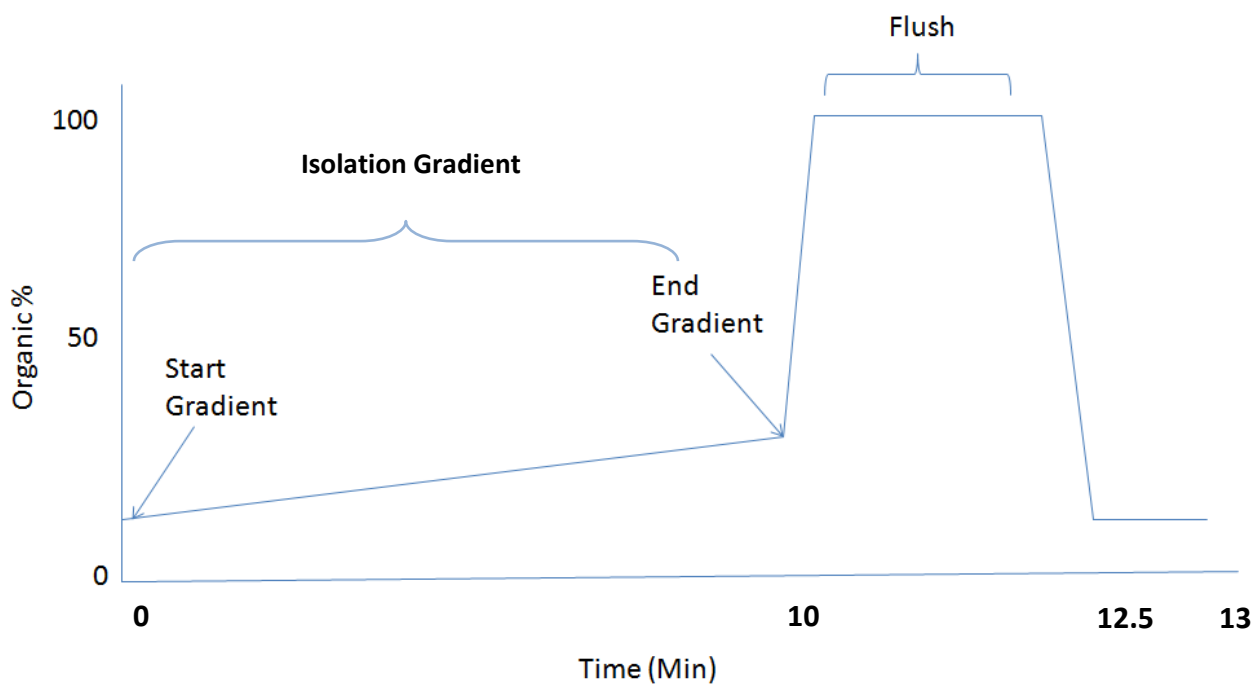 Flush
100
Isolation Gradient
End
Gradient
50
Organic %
Start
Gradient
0
0
10
12.5
13
Time (Min)